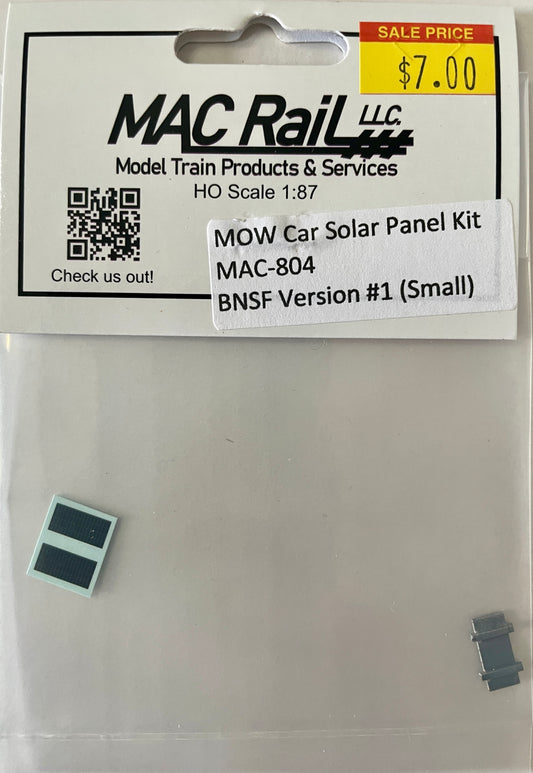 SALE PRICE
$7.00
MAC RaiL LLC.
Model Train Products & Services
HO Scale 1:87
Check us out!
MOW Car Solar Panel Kit
MAC-804
BNSF Version #1 (Small)